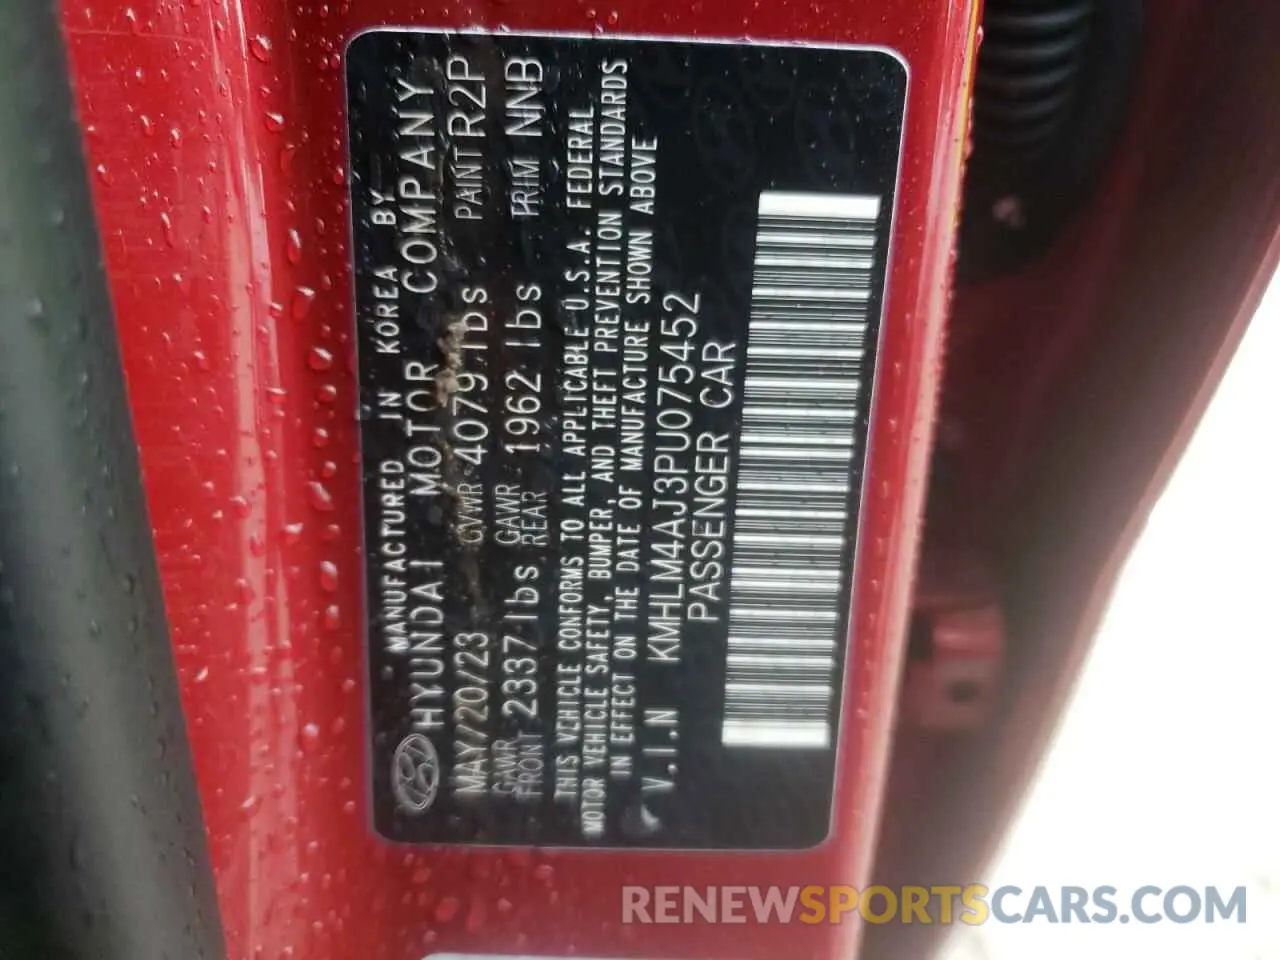 MANUFACTURED IN KOREA BY
HYUNDAI MOTOR COMPANY
MAY/20/23 GVWR 4079 lbs PAINT R2P
GAWR FRONT 2337 lbs GAWR REAR 1962 lbs TRIM NNB
THIS VEHICLE CONFORMS TO ALL APPLICABLE U.S.A. FEDERAL
MOTOR VEHICLE SAFETY, BUMPER, AND THEFT PREVENTION STANDARDS
IN EFFECT ON THE DATE OF MANUFACTURE SHOWN ABOVE
V.I.N KMHLM4AJ3PU075452
PASSENGER CAR
RENEWSPORTSCARS.COM